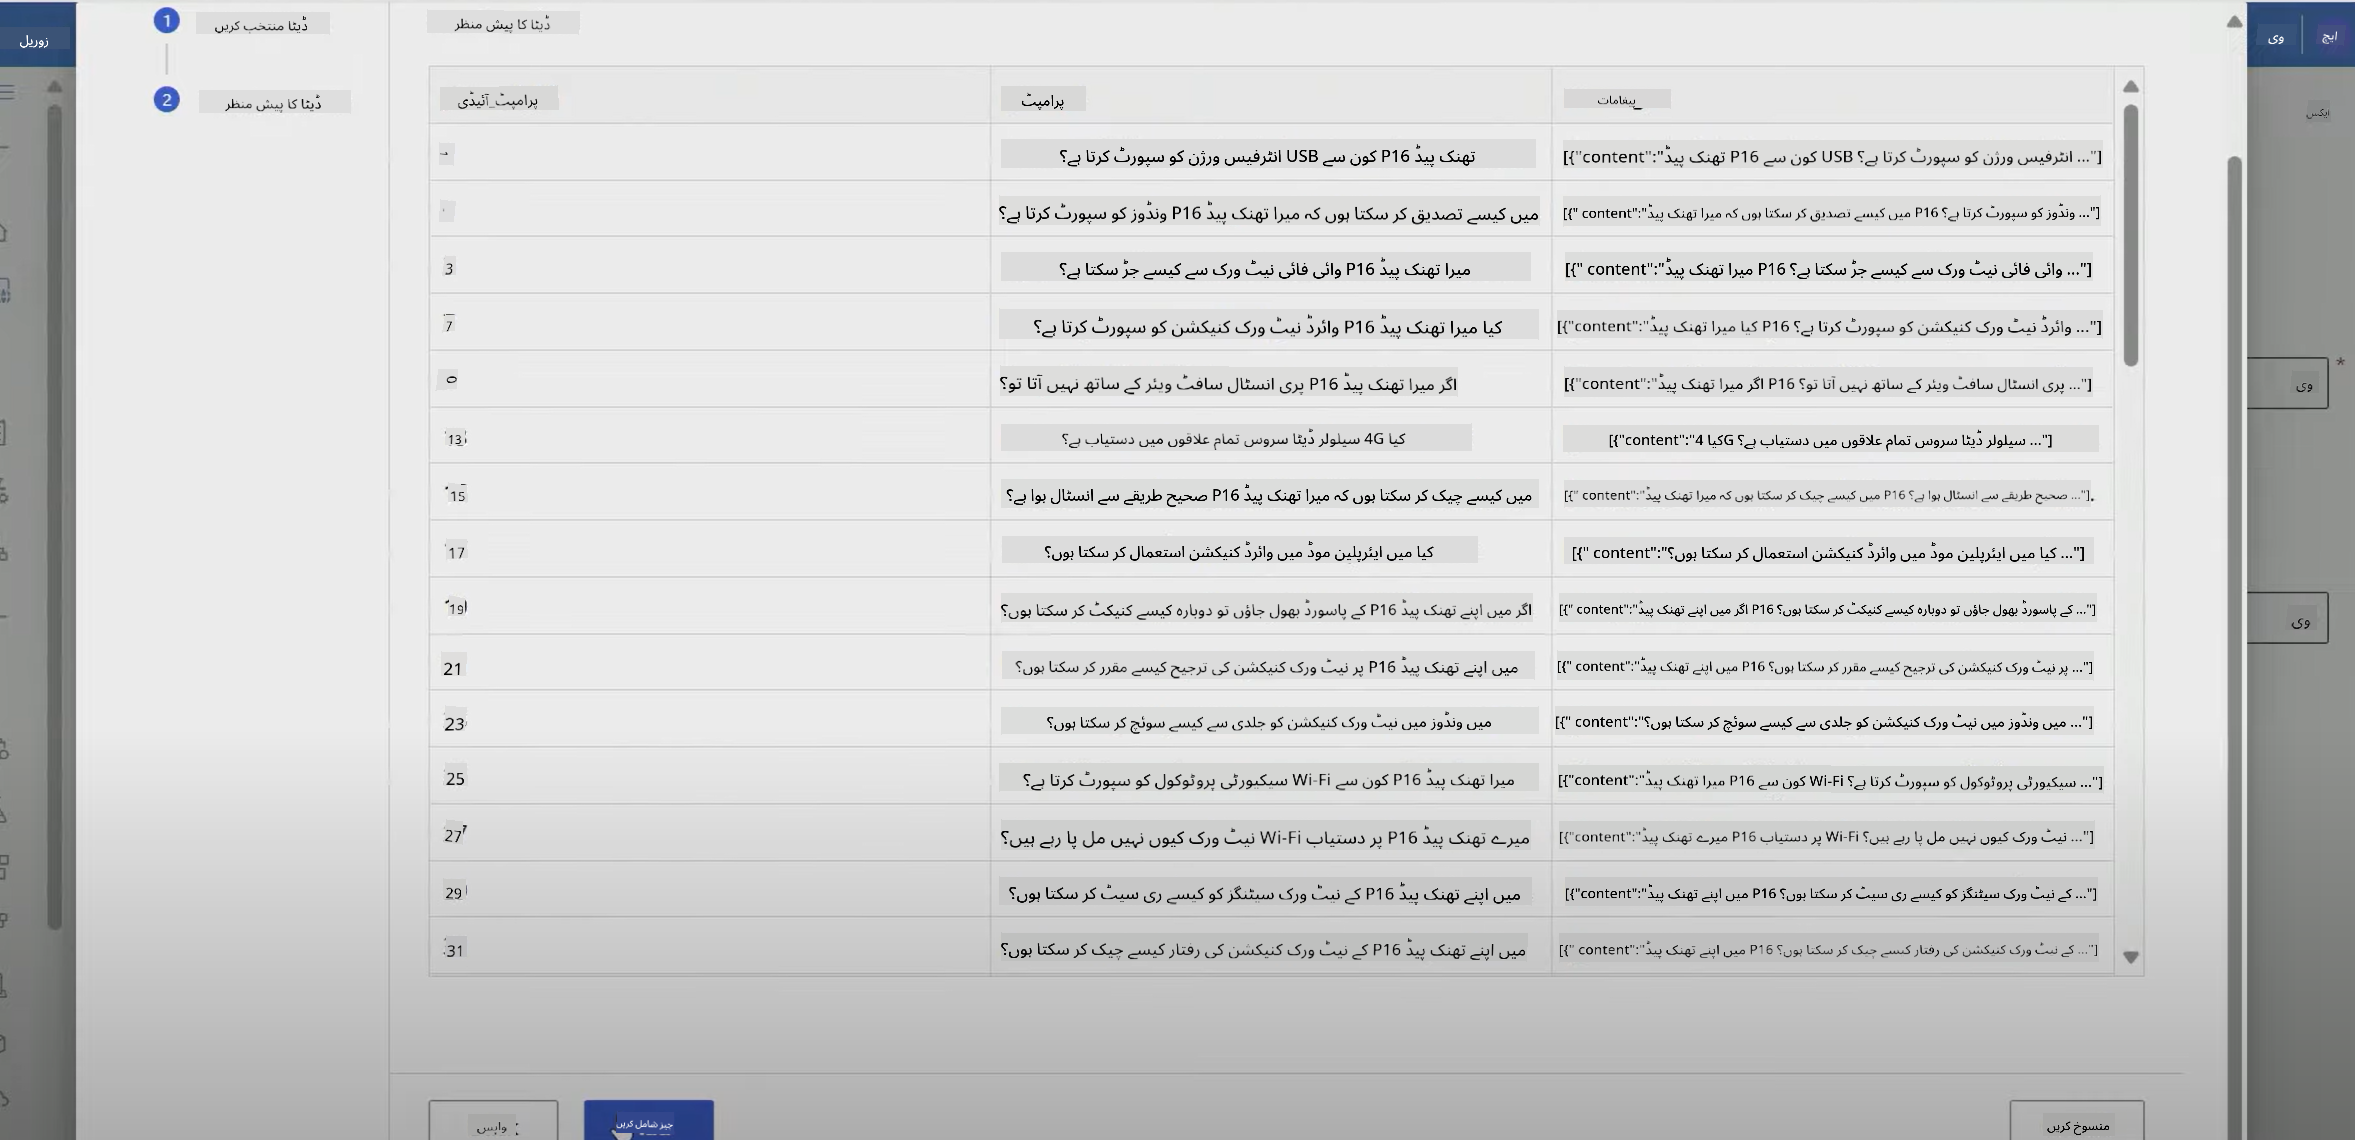 زوریل
1
ڈیٹا منتخب کریں
2
ڈیٹا کا پیش منظر
ڈیٹا کا پیش منظر
وی
ایچ
ایکس
*
وی
وی
پرامپٹ_آئیڈی
پرامپٹ
_پیغامات
تھنک پیڈ P16 کون سے USB انٹرفیس ورژن کو سپورٹ کرتا ہے؟
[{"content":"تھنک پیڈ P16 کون سے USB انٹرفیس ورژن کو سپورٹ کرتا ہے؟ ..."]
میں کیسے تصدیق کر سکتا ہوں کہ میرا تھنک پیڈ P16 ونڈوز کو سپورٹ کرتا ہے؟
[{" content":"میں کیسے تصدیق کر سکتا ہوں کہ میرا تھنک پیڈ P16 ونڈوز کو سپورٹ کرتا ہے؟ ..."]
3
میرا تھنک پیڈ P16 وائی فائی نیٹ ورک سے کیسے جڑ سکتا ہے؟
[{" content":"میرا تھنک پیڈ P16 وائی فائی نیٹ ورک سے کیسے جڑ سکتا ہے؟ ..."]
7
کیا میرا تھنک پیڈ P16 وائرڈ نیٹ ورک کنیکشن کو سپورٹ کرتا ہے؟
[{"content":"کیا میرا تھنک پیڈ P16 وائرڈ نیٹ ورک کنیکشن کو سپورٹ کرتا ہے؟ ..."]
اگر میرا تھنک پیڈ P16 پری انسٹال سافٹ ویئر کے ساتھ نہیں آتا تو؟
[{"content":"اگر میرا تھنک پیڈ P16 پری انسٹال سافٹ ویئر کے ساتھ نہیں آتا تو؟ ..."]
13
کیا 4G سیلولر ڈیٹا سروس تمام علاقوں میں دستیاب ہے؟
[{"content":"کیا 4G سیلولر ڈیٹا سروس تمام علاقوں میں دستیاب ہے؟ ..."]
15
میں کیسے چیک کر سکتا ہوں کہ میرا تھنک پیڈ P16 صحیح طریقے سے انسٹال ہوا ہے؟
[{" content":"میں کیسے چیک کر سکتا ہوں کہ میرا تھنک پیڈ P16 صحیح طریقے سے انسٹال ہوا ہے؟ ..."].
17
کیا میں ایئرپلین موڈ میں وائرڈ کنیکشن استعمال کر سکتا ہوں؟
[{" content":"کیا میں ایئرپلین موڈ میں وائرڈ کنیکشن استعمال کر سکتا ہوں؟ ..."]
19
اگر میں اپنے تھنک پیڈ P16 کے پاسورڈ بھول جاؤں تو دوبارہ کیسے کنیکٹ کر سکتا ہوں؟
[{" content":"اگر میں اپنے تھنک پیڈ P16 کے پاسورڈ بھول جاؤں تو دوبارہ کیسے کنیکٹ کر سکتا ہوں؟ ..."]
21
میں اپنے تھنک پیڈ P16 پر نیٹ ورک کنیکشن کی ترجیح کیسے مقرر کر سکتا ہوں؟
[{" content":"میں اپنے تھنک پیڈ P16 پر نیٹ ورک کنیکشن کی ترجیح کیسے مقرر کر سکتا ہوں؟ ..."]
23
میں ونڈوز میں نیٹ ورک کنیکشن کو جلدی سے کیسے سوئچ کر سکتا ہوں؟
[{" content":"میں ونڈوز میں نیٹ ورک کنیکشن کو جلدی سے کیسے سوئچ کر سکتا ہوں؟ ..."]
25
میرا تھنک پیڈ P16 کون سے Wi-Fi سیکیورٹی پروٹوکول کو سپورٹ کرتا ہے؟
[{"content":"میرا تھنک پیڈ P16 کون سے Wi-Fi سیکیورٹی پروٹوکول کو سپورٹ کرتا ہے؟ ..."]
27
میرے تھنک پیڈ P16 پر دستیاب Wi-Fi نیٹ ورک کیوں نہیں مل پا رہے ہیں؟
[{"content":"میرے تھنک پیڈ P16 پر دستیاب Wi-Fi نیٹ ورک کیوں نہیں مل پا رہے ہیں؟ ..."]
29
میں اپنے تھنک پیڈ P16 کے نیٹ ورک سیٹنگز کو کیسے ری سیٹ کر سکتا ہوں؟
[{"content":"میں اپنے تھنک پیڈ P16 کے نیٹ ورک سیٹنگز کو کیسے ری سیٹ کر سکتا ہوں؟ ..."]
31
میں اپنے تھنک پیڈ P16 کے نیٹ ورک کنیکشن کی رفتار کیسے چیک کر سکتا ہوں؟
[{" content":"میں اپنے تھنک پیڈ P16 کے نیٹ ورک کنیکشن کی رفتار کیسے چیک کر سکتا ہوں؟ ..."]
واپس
چیز شامل کریں
منسوخ کریں